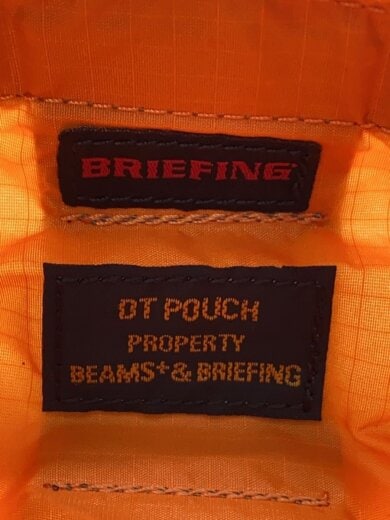 BRIEFING
DT POUCH
PROPERTY
BEAMS+ & BRIEFING